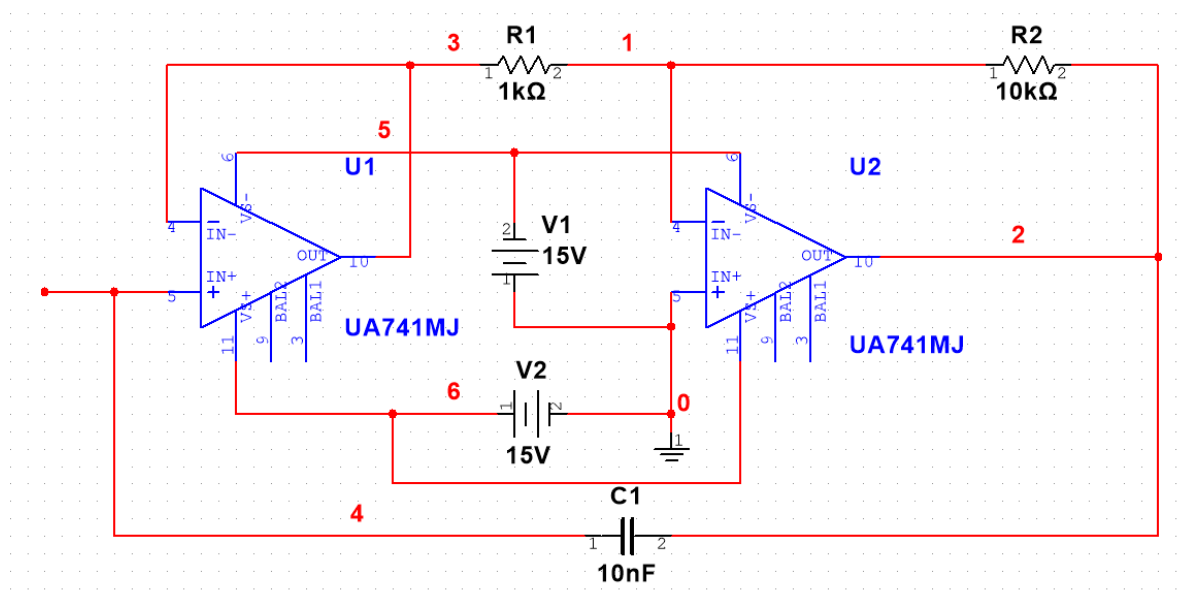 R1
R2
3
1
1
2
1
2
1kΩ
10kΩ
5
6
U1
6
U2
VS-
VS-
4
IN-
V1
2
15V
4
IN-
2
OUT
10
OUT
10
IN+
5
1
IN+
5
VS+
BAL2
BAL1
UA741MJ
VS+
BAL2
BAL1
UA741MJ
11
9
3
11
9
3
V2
6
1
2
0
15V
1
C1
4
1
2
10nF